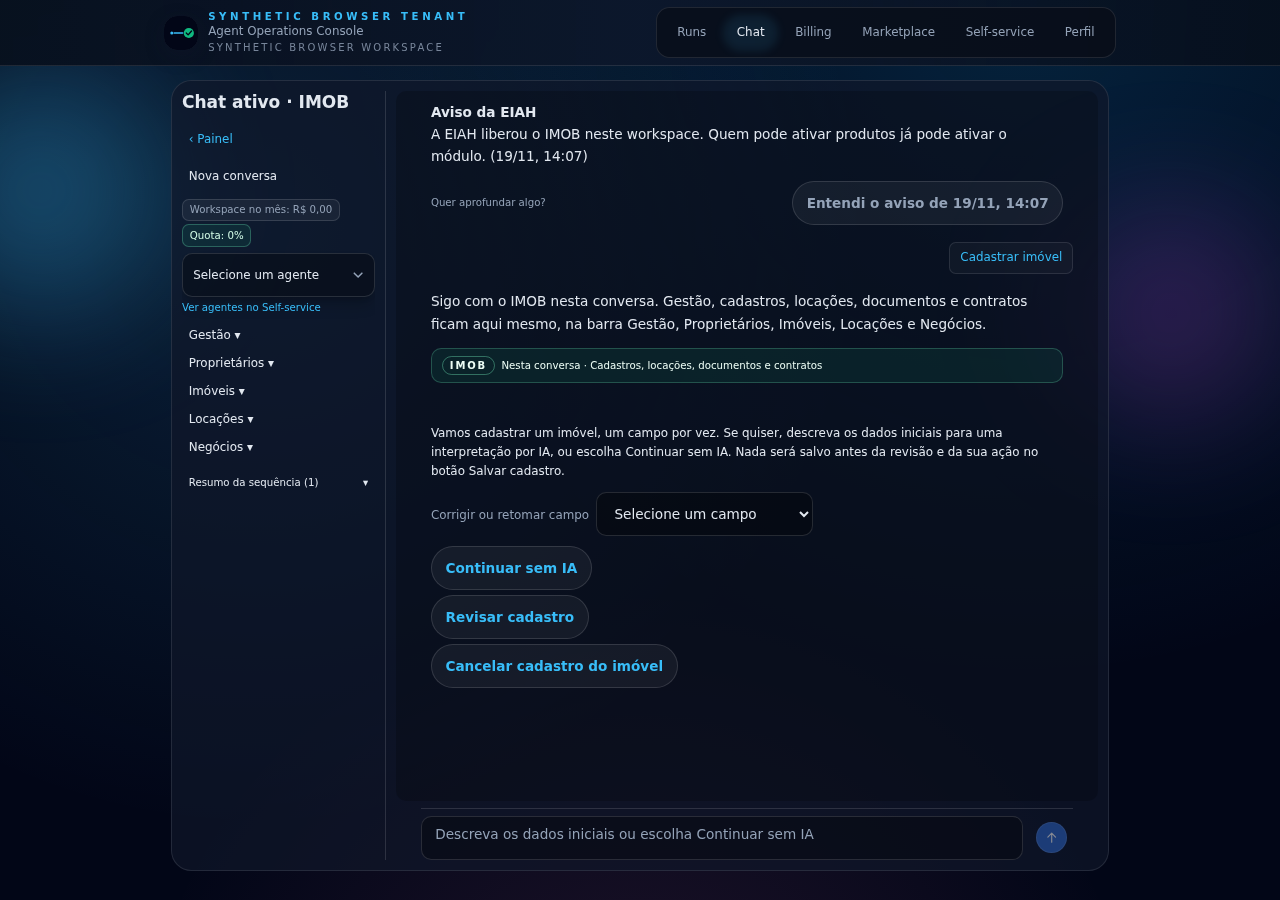 SYNTHETIC BROWSER TENANT
Agent Operations Console
SYNTHETIC BROWSER WORKSPACE
Runs
Chat
Billing
Marketplace
Self-service
Perfil
Chat ativo · IMOB
‹ Painel
Nova conversa
Workspace no mês: R$ 0,00
Quota: 0%
Selecione um agente
Ver agentes no Self-service
Gestão ▾
Proprietários ▾
Imóveis ▾
Locações ▾
Negócios ▾
Resumo da sequência (1) ▾
Aviso da EIAH
A EIAH liberou o IMOB neste workspace. Quem pode ativar produtos já pode ativar o
módulo. (19/11, 14:07)
Quer aprofundar algo?
Entendi o aviso de 19/11, 14:07
Cadastrar imóvel
Sigo com o IMOB nesta conversa. Gestão, cadastros, locações, documentos e contratos
ficam aqui mesmo, na barra Gestão, Proprietários, Imóveis, Locações e Negócios.
IMOB Nesta conversa · Cadastros, locações, documentos e contratos
Vamos cadastrar um imóvel, um campo por vez. Se quiser, descreva os dados iniciais para uma
interpretação por IA, ou escolha Continuar sem IA. Nada será salvo antes da revisão e da sua ação no
botão Salvar cadastro.
Corrigir ou retomar campo Selecione um campo
Continuar sem IA
Revisar cadastro
Cancelar cadastro do imóvel
Descreva os dados iniciais ou escolha Continuar sem IA